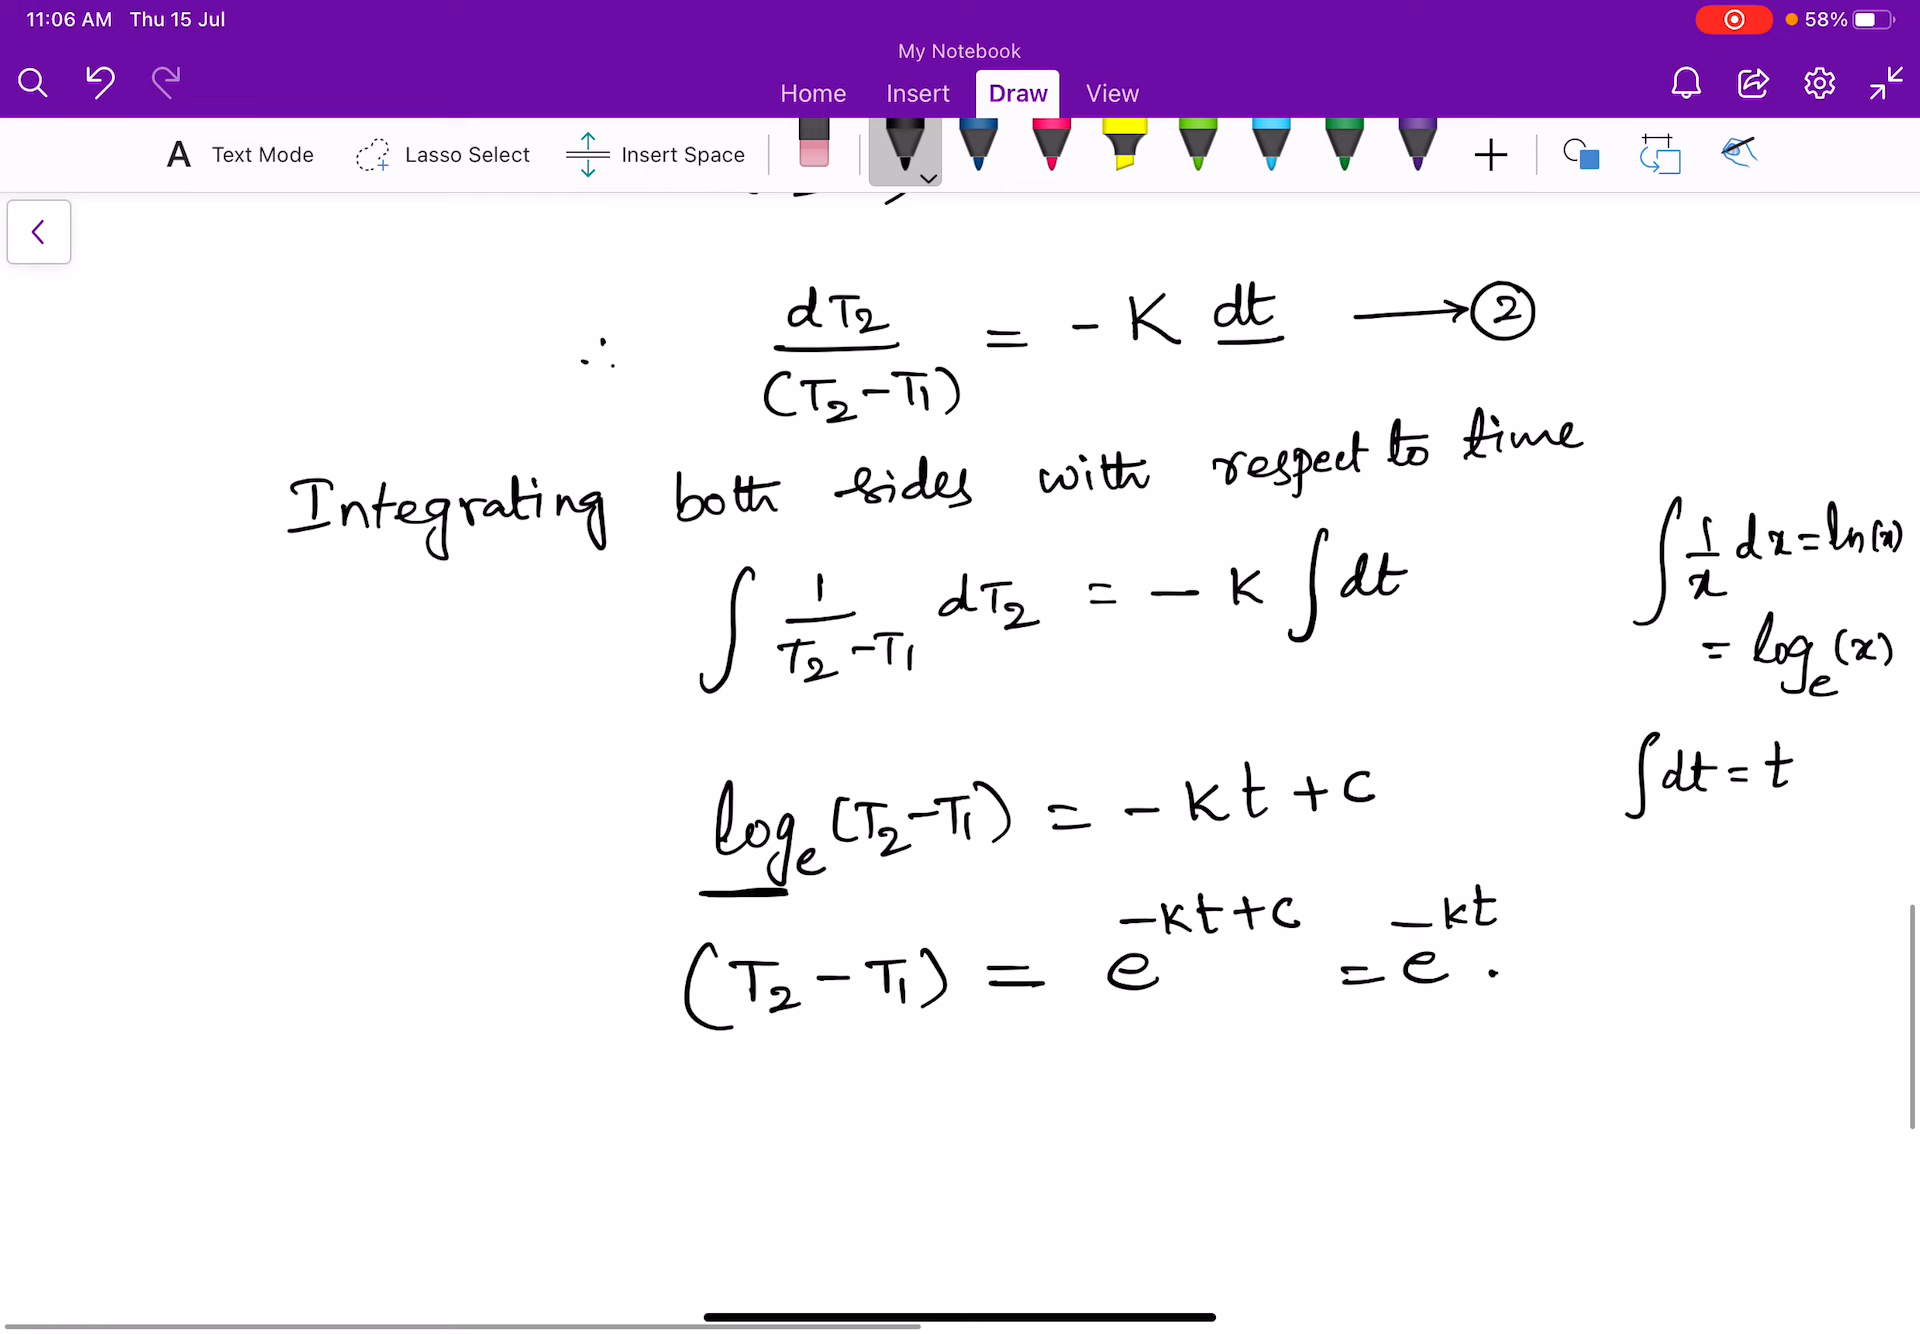 11:06 AM Thu 15 Jul
58%
My Notebook
Home Insert Draw View
A Text Mode Lasso Select Insert Space
∴ dT₂/(T₂-T₁) = - K dt → ②
Integrating both sides with respect to time
∫ 1/(T₂-T₁) dT₂ = - K ∫ dt
∫ 1/x dx = ln(x)
= logₑ(x)
∫ dt = t
logₑ(T₂-T₁) = - kt + c
(T₂-T₁) = e^(-kt+c) = e^(-kt) .